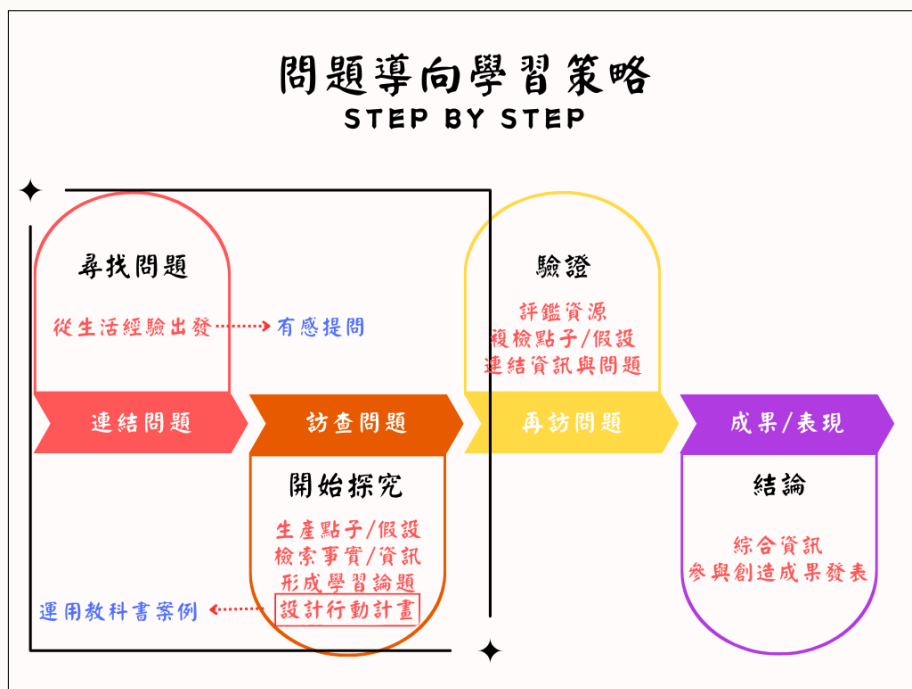 問題導向學習策略
STEP BY STEP
尋找問題
從生活經驗出發
有感提問
連結問題
訪查問題
開始探究
生產點子/假設
檢索事實/資訊
形成學習論題
設計行動計畫
運用教科書案例
驗證
評鑑資源
複檢點子/假設
連結資訊與問題
再訪問題
成果/表現
結論
綜合資訊
參與創造成果發表